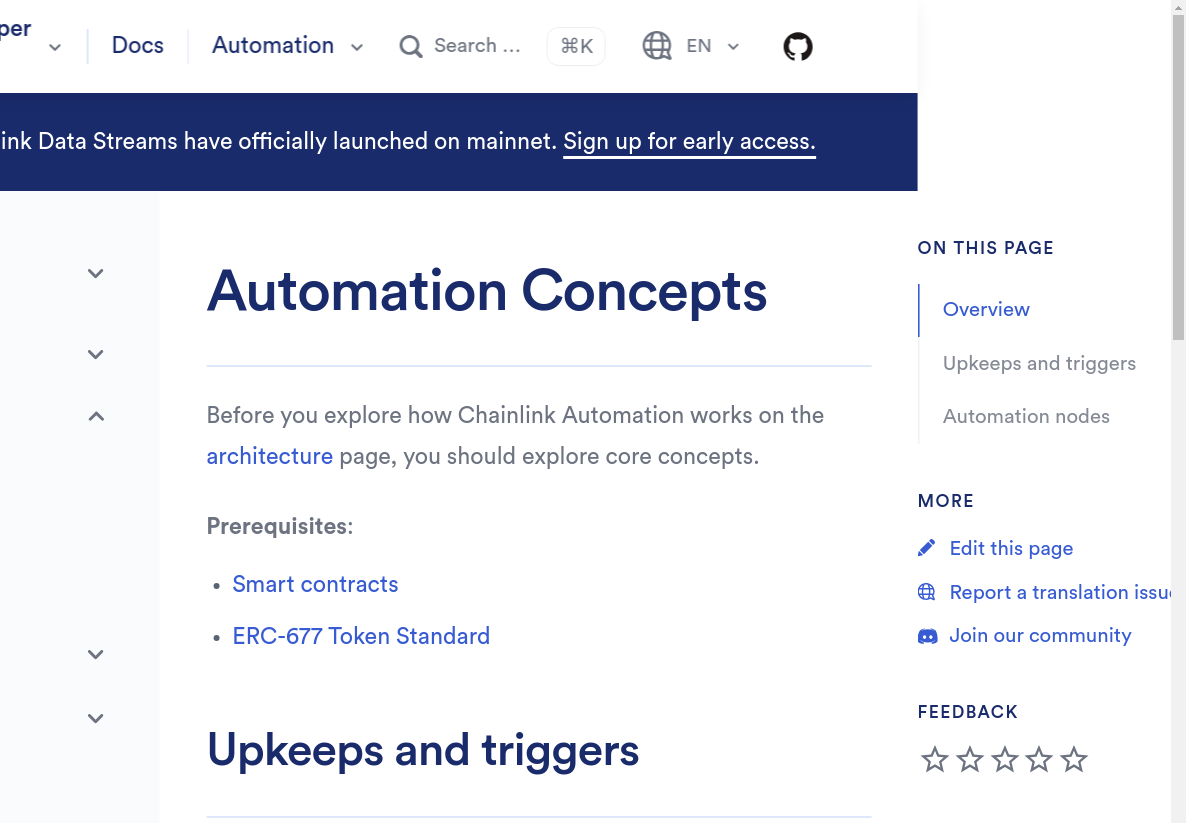 Docs
Automation
Search ...
⌘K
EN
Data Streams have officially launched on mainnet. Sign up for early access.
Automation Concepts
Before you explore how Chainlink Automation works on the
architecture page, you should explore core concepts.
Prerequisites:
• Smart contracts
• ERC-677 Token Standard
Upkeeps and triggers
ON THIS PAGE
Overview
Upkeeps and triggers
Automation nodes
MORE
Edit this page
Report a translation
Join our community
FEEDBACK